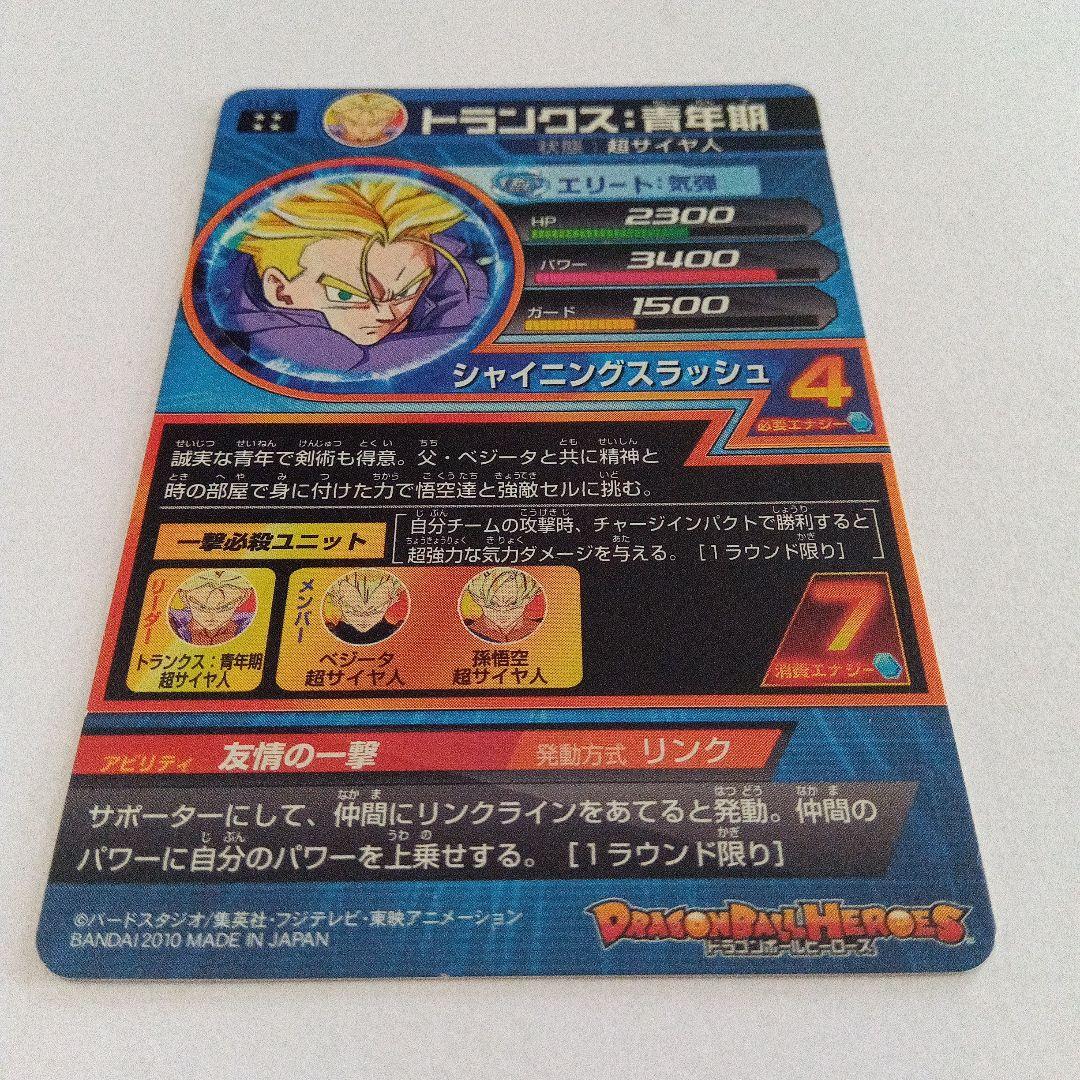 トランクス:青年期
状態:超サイヤ人
エリート:気弾
HP 2300
パワー 3400
ガード 1500
シャイニングスラッシュ
4
必要エナジー
誠実な青年で剣術も得意。父・ベジータと共に精神と
時の部屋で身に付けた力で悟空達と強敵セルに挑む。
一撃必殺ユニット
[自分チームの攻撃時、チャージインパクトで勝利すると
超強力な気力ダメージを与える。[1ラウンド限り]]
リーダー
トランクス:青年期
超サイヤ人
メンバー
ベジータ
超サイヤ人
孫悟空
超サイヤ人
7
消費エナジー
アビリティ 友情の一撃 発動方式 リンク
サポーターにして、仲間にリンクラインをあてると発動。仲間の
パワーに自分のパワーを上乗せする。[1ラウンド限り]
©バードスタジオ/集英社・フジテレビ・東映アニメーション
BANDAI 2010 MADE IN JAPAN
DRAGONBALL HEROES
ドラゴンボールヒーローズ